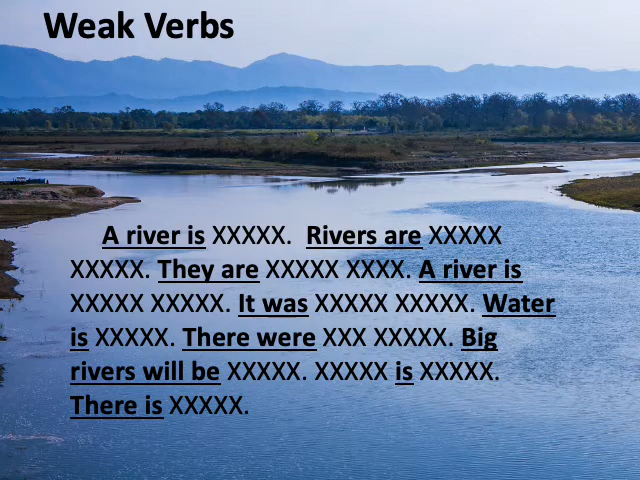 Weak Verbs
A river is XXXXX. Rivers are XXXXX
XXXXX. They are XXXXX XXXX. A river is
XXXXX XXXXX. It was XXXXX XXXXX. Water
is XXXXX. There were XXX XXXXX. Big
rivers will be XXXXX. XXXXX is XXXXX.
There is XXXXX.